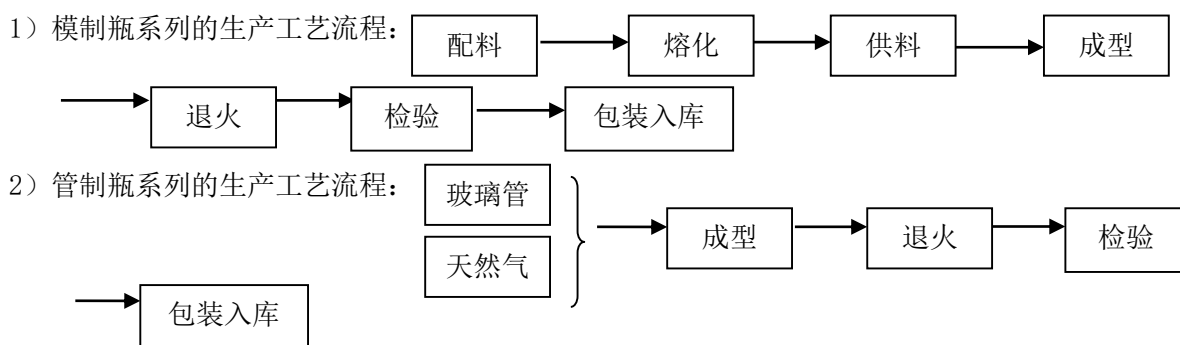 1）模制瓶系列的生产工艺流程： 配料 熔化 供料 成型
退火 检验 包装入库
2）管制瓶系列的生产工艺流程： 玻璃管
天然气 成型 退火 检验
包装入库